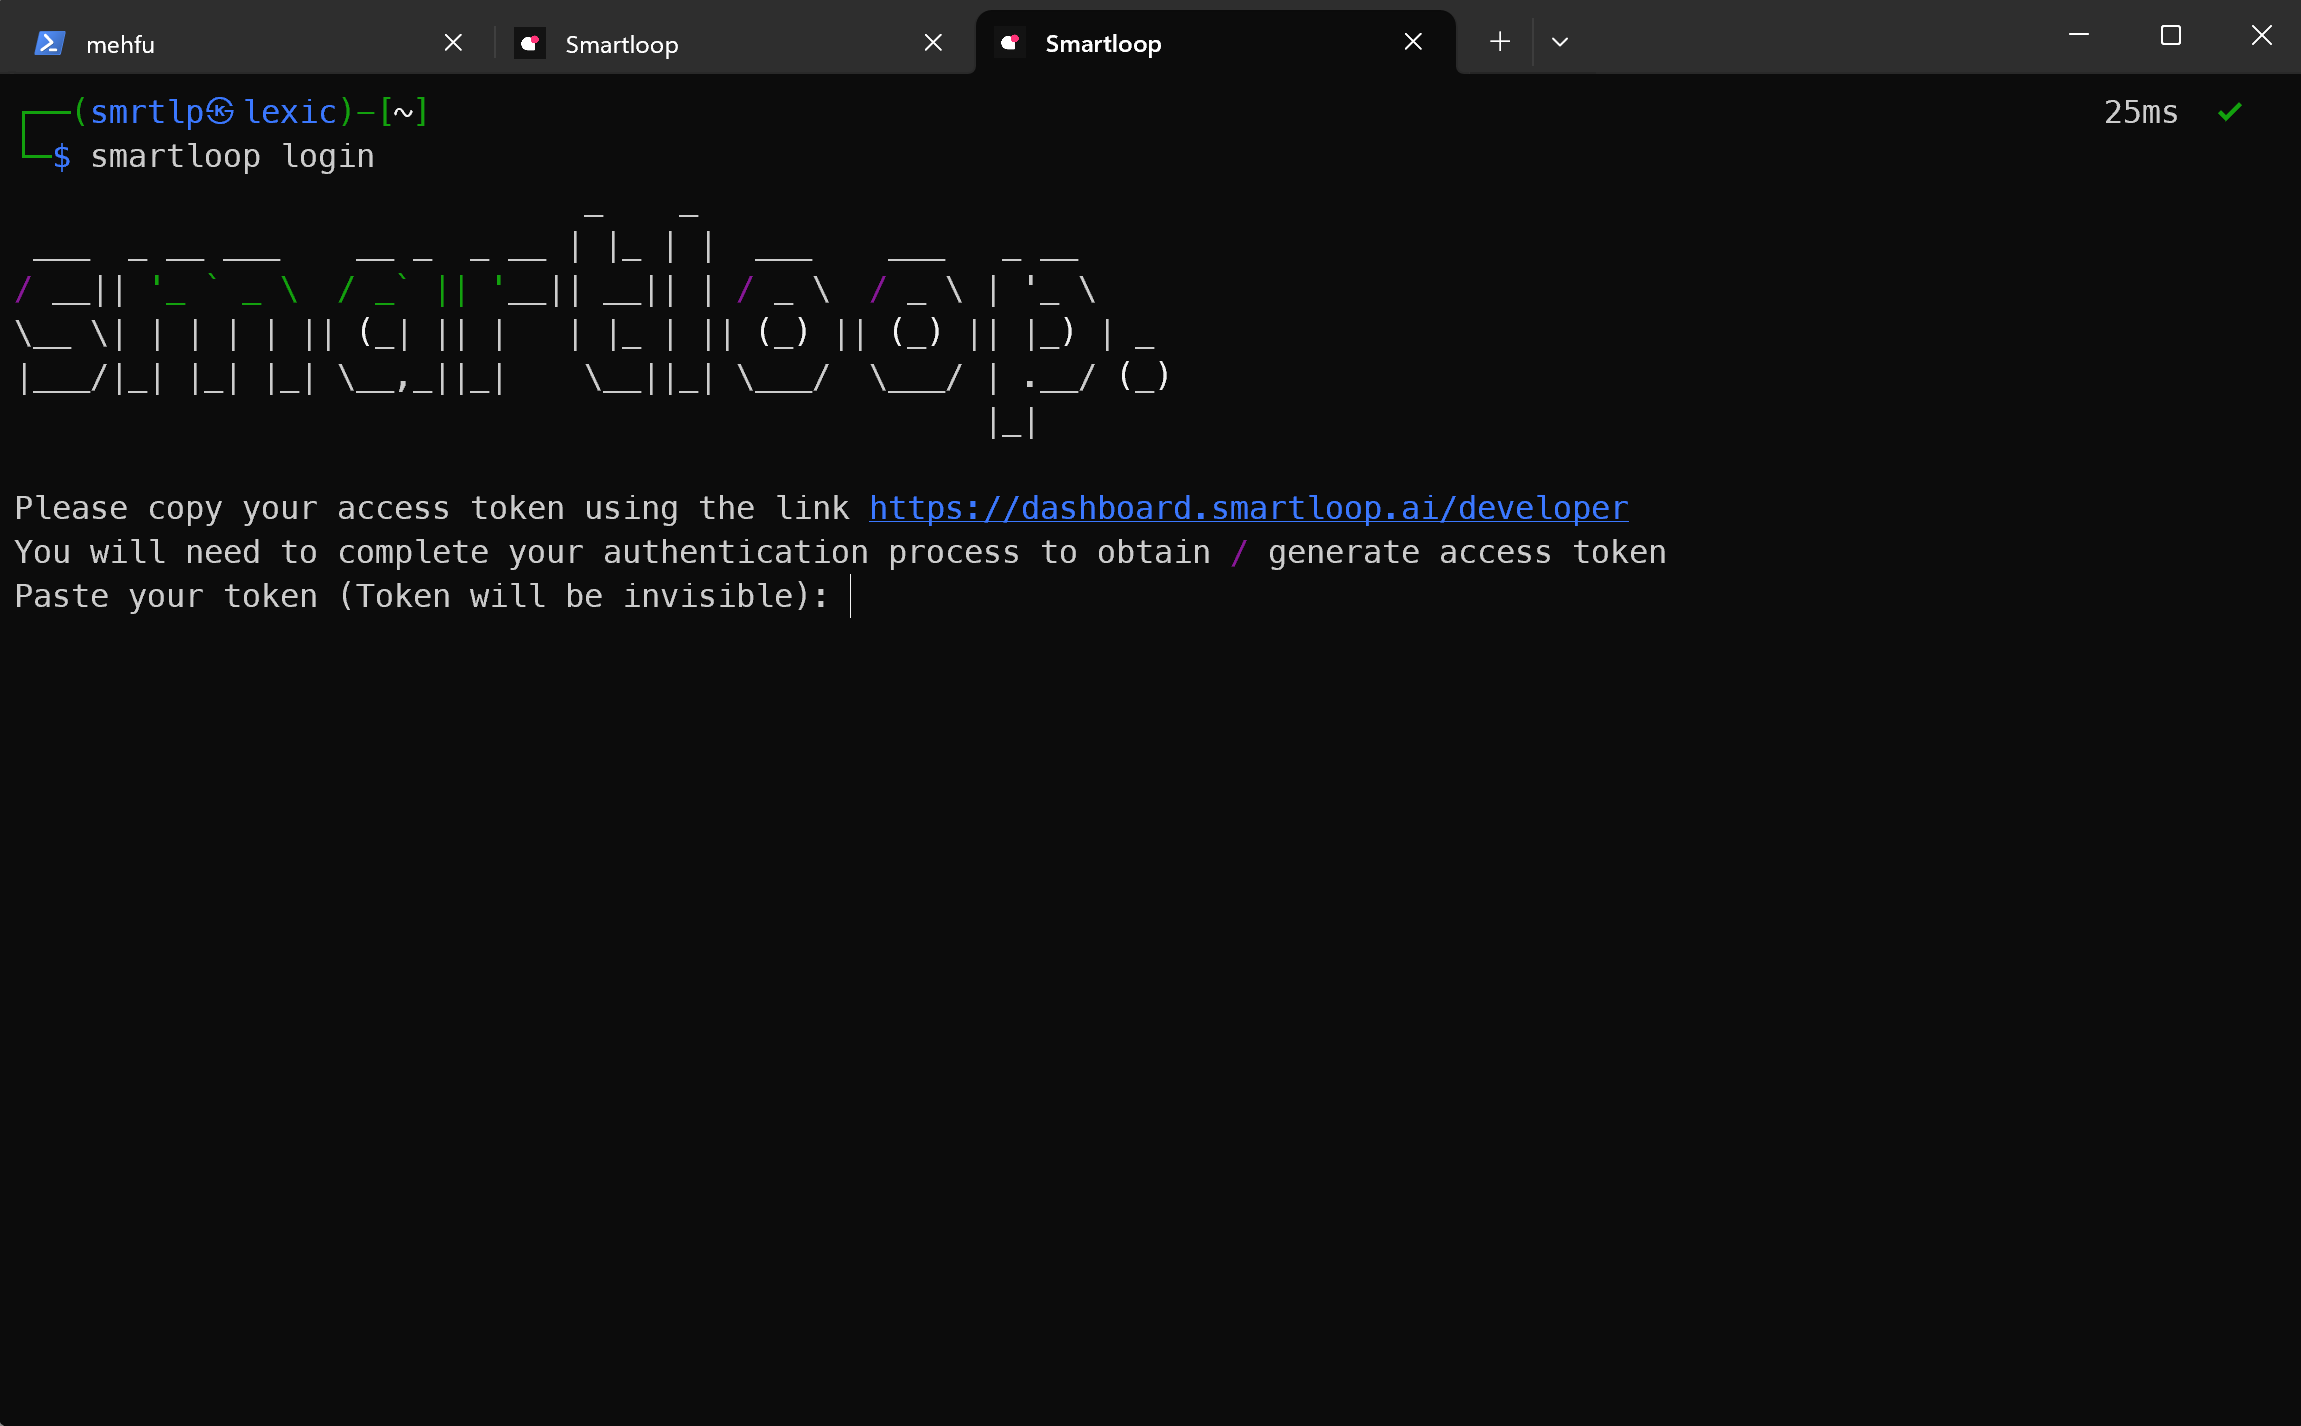 mehfu
Smartloop
Smartloop
┌──(smrtlp㉿lexic)-[~]
25ms ✔
└─$ smartloop login
                              _    _
 ___  _ __ ___    __ _  _ __ | |_ | |  ___    ___   _ __
/ __|| '_ ` _ \  / _` || '__|| __|| | / _ \  / _ \ | '_ \
\__ \| | | | | || (_| || |   | |_ | || (_) || (_) || |_) | _
|___/|_| |_| |_| \__,_||_|    \__||_| \___/  \___/ | .__/ (_)
                                                   |_|
Please copy your access token using the link https://dashboard.smartloop.ai/developer
You will need to complete your authentication process to obtain / generate access token
Paste your token (Token will be invisible):